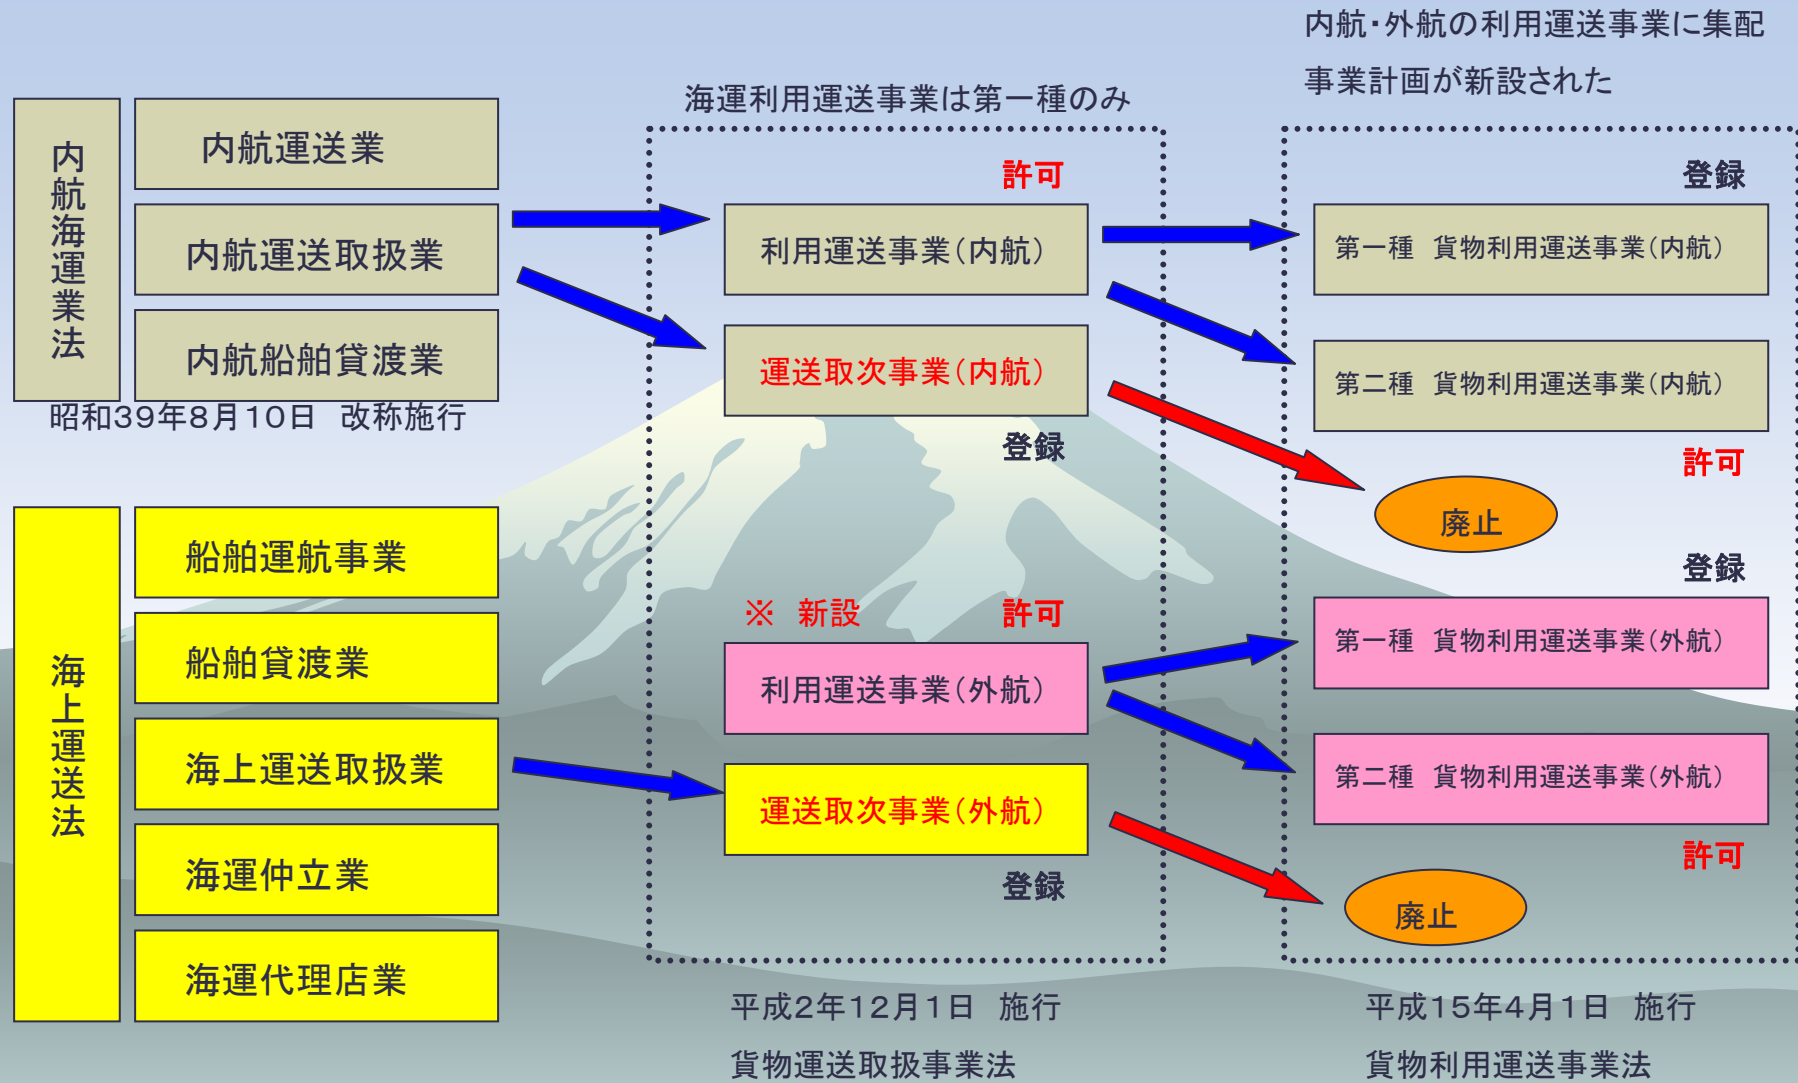 内航・外航の利用運送事業に集配
事業計画が新設された
海運利用運送事業は第一種のみ
内航海運業法
内航運送業
内航運送取扱業
内航船舶貸渡業
昭和39年8月10日　改称施行
海上運送法
船舶運航事業
船舶貸渡業
海上運送取扱業
海運仲立業
海運代理店業
許可
利用運送事業(内航)
運送取次事業(内航)
登録
※　新設
許可
利用運送事業(外航)
運送取次事業(外航)
登録
平成2年12月1日　施行
貨物運送取扱事業法
登録
第一種　貨物利用運送事業(内航)
第二種　貨物利用運送事業(内航)
許可
廃止
登録
第一種　貨物利用運送事業(外航)
第二種　貨物利用運送事業(外航)
許可
廃止
平成15年4月1日　施行
貨物利用運送事業法